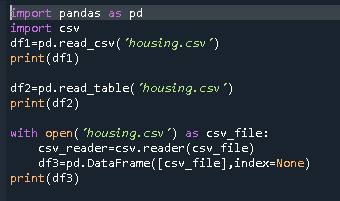 import pandas as pd
import csv
df1=pd.read_csv('housing.csv')
print(df1)
df2=pd.read_table('housing.csv')
print(df2)
with open('housing.csv') as csv_file:
csv_reader=csv.reader(csv_file)
df3=pd.DataFrame([csv_file],index=None)
print(df3)